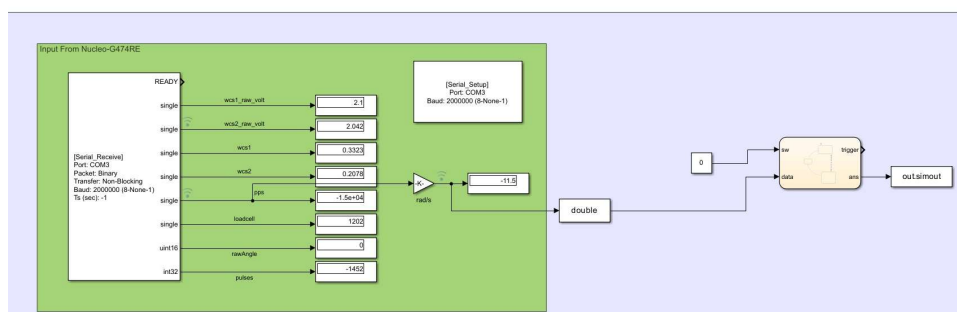 Input From Nucleo-G474RE
READY
single
wcs1_raw_volt
2.1
single
wcs2_raw_volt
2.042
single
wcs1
0.3323
single
wcs2
0.2078
single
pps
-1.5e+04
single
loadcell
1202
uint16
rawAngle
0
int32
pulses
-1452
[Serial_Receive]
Port: COM3
Packet: Binary
Transfer: Non-Blocking
Baud: 2000000 (8-None-1)
Ts (sec): -1
[Serial_Setup]
Port: COM3
Baud: 2000000 (8-None-1)
-K-
rad/s
-11.5
double
0
sw
data
trigger
ans
out.simout